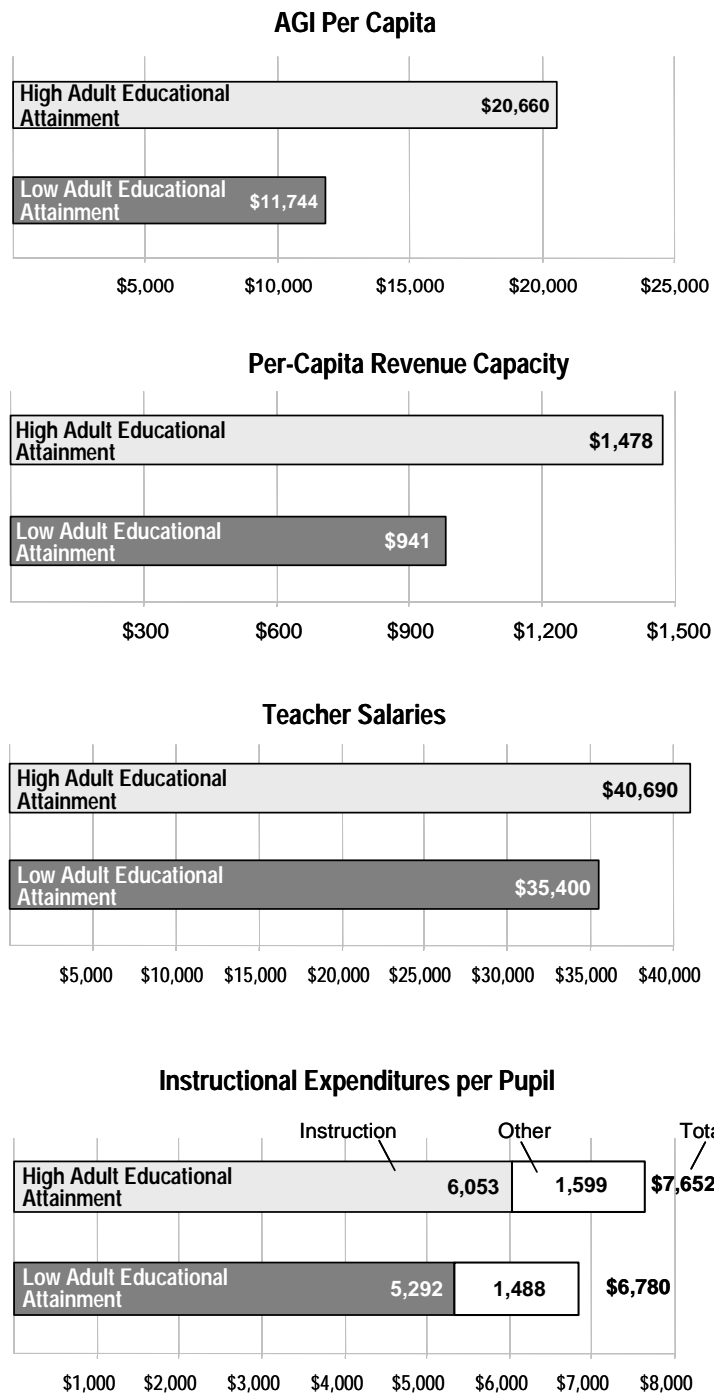 AGI Per Capita
High Adult Educational
Attainment
$20,660
Low Adult Educational
Attainment
$11,744
$5,000 $10,000 $15,000 $20,000 $25,000
Per-Capita Revenue Capacity
High Adult Educational
Attainment
$1,478
Low Adult Educational
Attainment
$941
$300 $600 $900 $1,200 $1,500
Teacher Salaries
High Adult Educational
Attainment
$40,690
Low Adult Educational
Attainment
$35,400
$5,000 $10,000 $15,000 $20,000 $25,000 $30,000 $35,000 $40,000
Instructional Expenditures per Pupil
Instruction Other Tota
High Adult Educational
Attainment
6,053 1,599 $7,652
Low Adult Educational
Attainment
5,292 1,488 $6,780
$1,000 $2,000 $3,000 $4,000 $5,000 $6,000 $7,000 $8,000